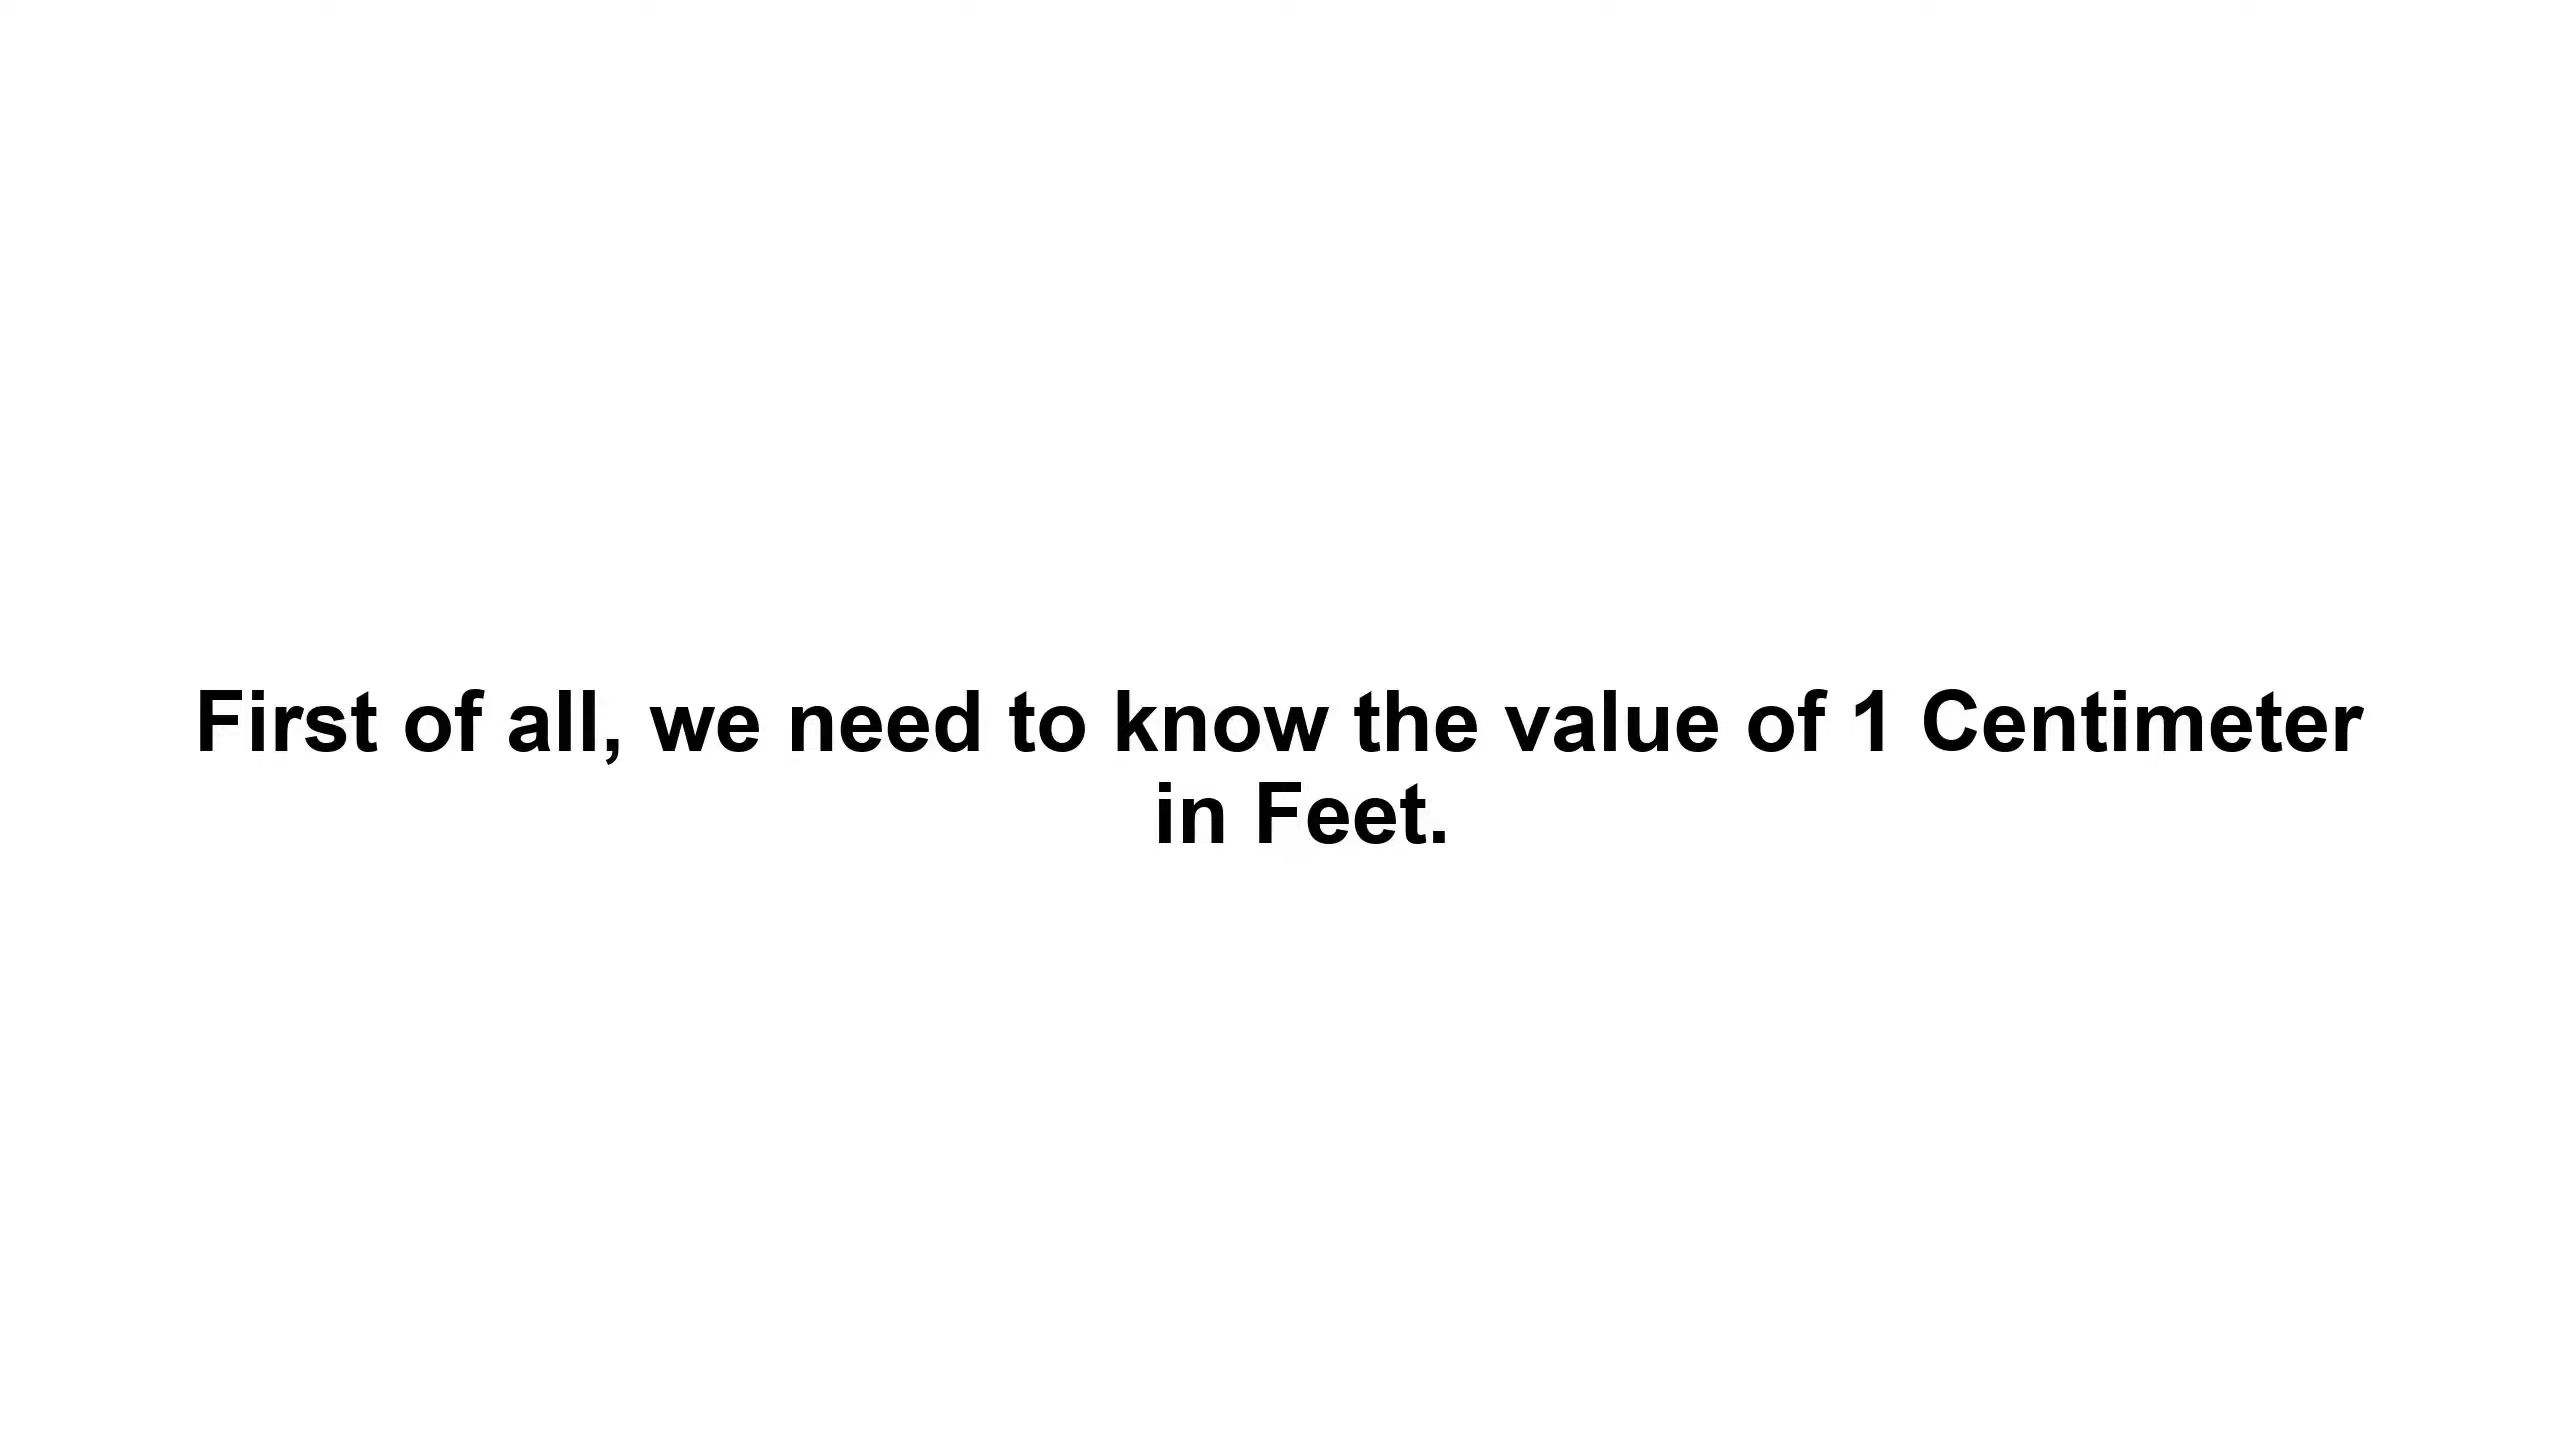 First of all, we need to know the value of 1 Centimeter
in Feet.